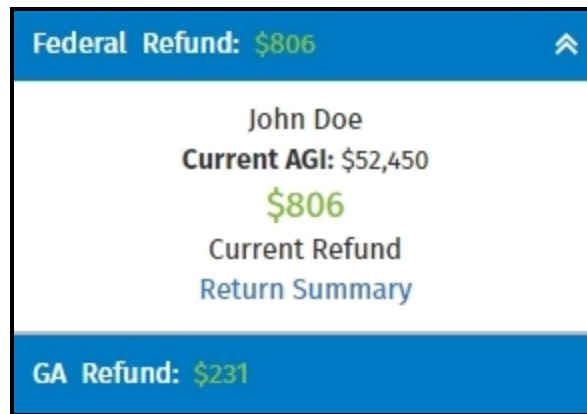 Federal Refund: $806
John Doe
Current AGI: $52,450
$806
Current Refund
Return Summary
GA Refund: $231